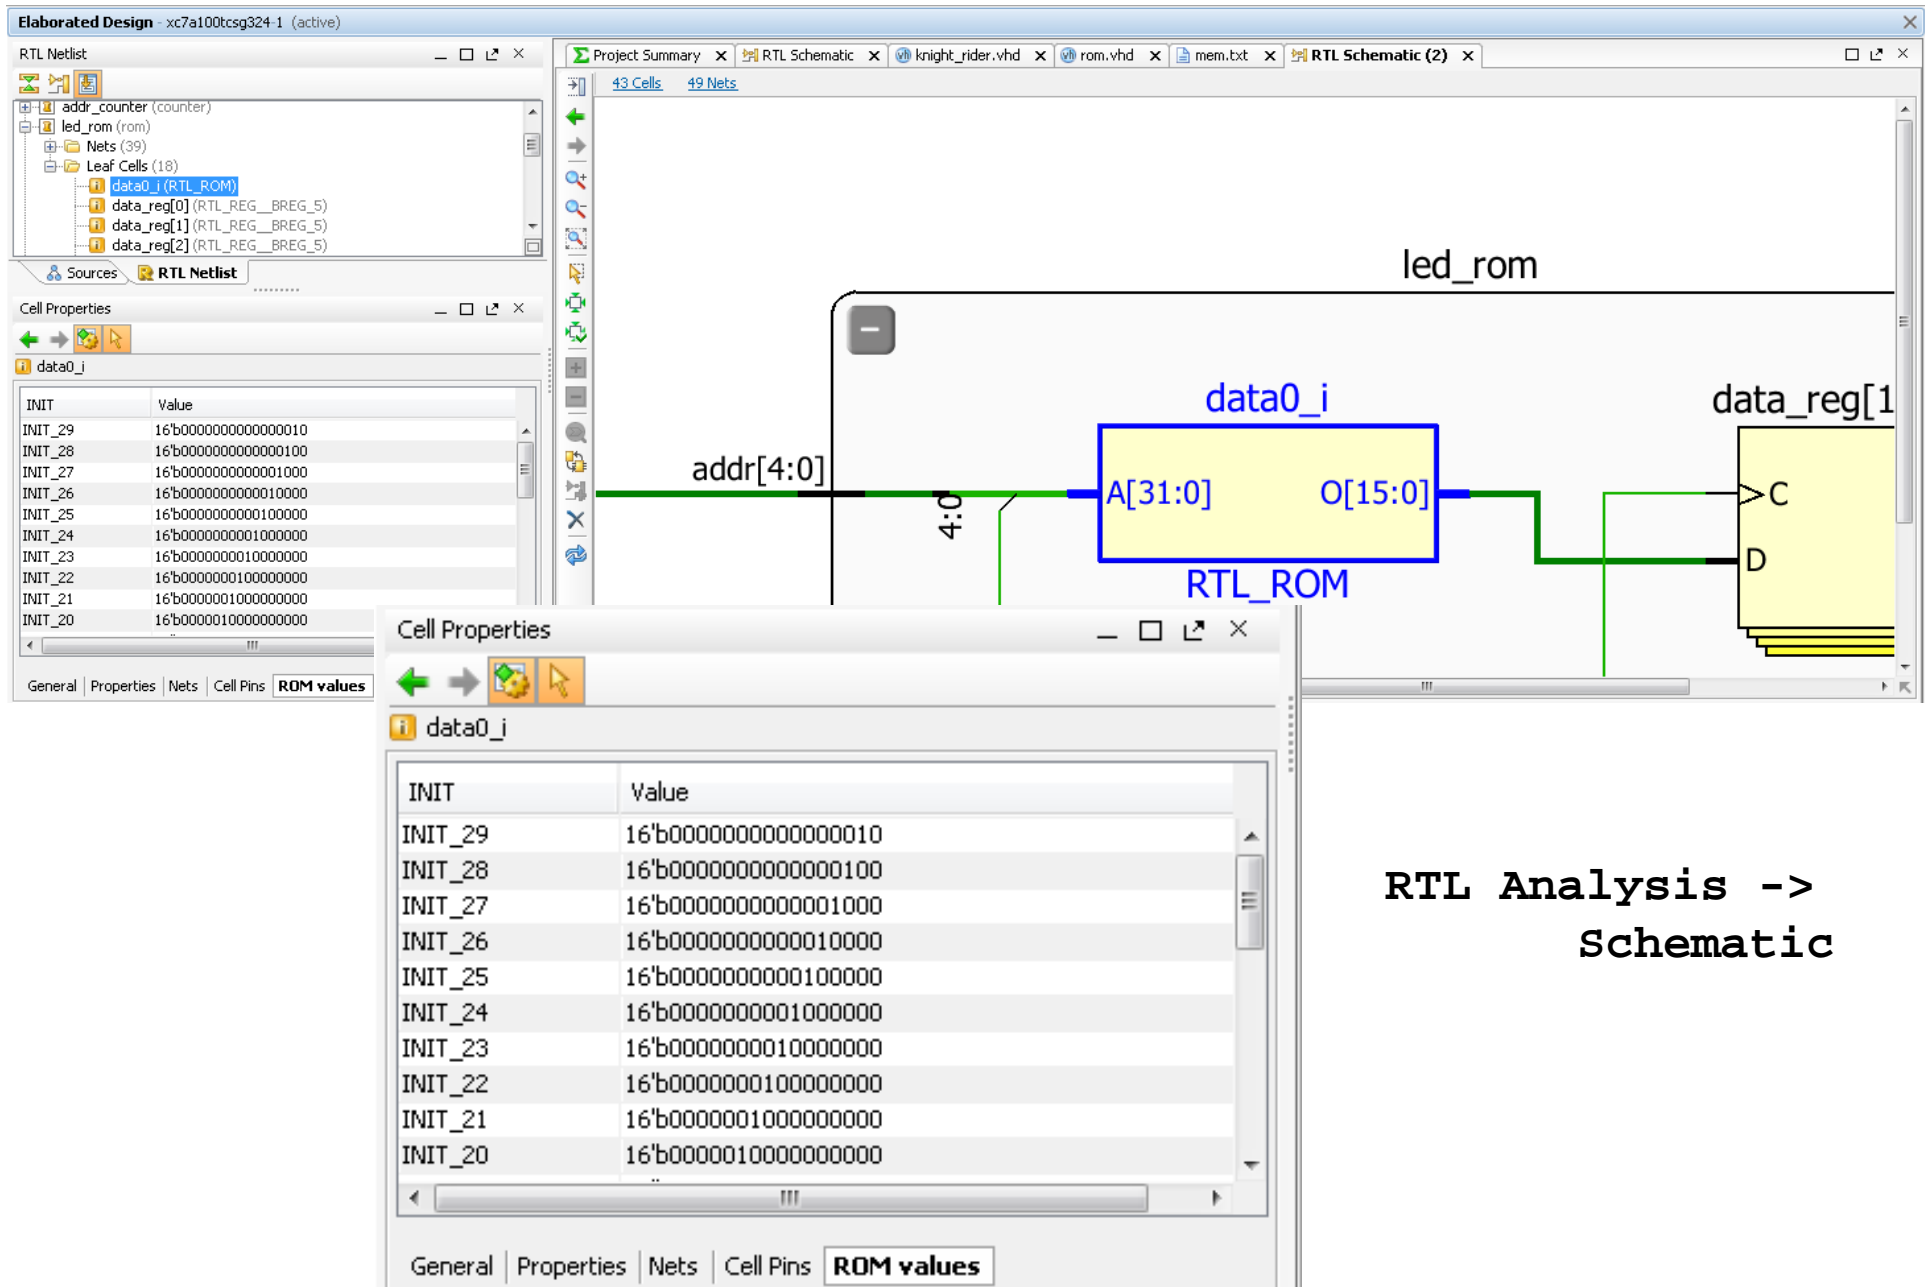 Elaborated Design - xc7a100tcsg324-1 (active)
RTL Netlist
addr_counter (counter)
led_rom (rom)
Nets (39)
Leaf Cells (18)
data0_i (RTL_ROM)
data_reg[0] (RTL_REG__BREG_5)
data_reg[1] (RTL_REG__BREG_5)
data_reg[2] (RTL_REG__BREG_5)
Sources RTL Netlist
Cell Properties
data0_i
INIT Value
INIT_29 16'b0000000000000010
INIT_28 16'b0000000000000100
INIT_27 16'b0000000000001000
INIT_26 16'b0000000000010000
INIT_25 16'b0000000000100000
INIT_24 16'b0000000001000000
INIT_23 16'b0000000010000000
INIT_22 16'b0000000100000000
INIT_21 16'b0000001000000000
INIT_20 16'b0000010000000000
General Properties Nets Cell Pins ROM values
Project Summary RTL Schematic knight_rider.vhd rom.vhd mem.txt RTL Schematic (2)
43 Cells 49 Nets
led_rom
data0_i
data_reg[1
addr[4:0]
4:0
A[31:0] O[15:0]
C
D
RTL_ROM
Cell Properties
data0_i
INIT Value
INIT_29 16'b0000000000000010
INIT_28 16'b0000000000000100
INIT_27 16'b0000000000001000
INIT_26 16'b0000000000010000
INIT_25 16'b0000000000100000
INIT_24 16'b0000000001000000
INIT_23 16'b0000000010000000
INIT_22 16'b0000000100000000
INIT_21 16'b0000001000000000
INIT_20 16'b0000010000000000
General Properties Nets Cell Pins ROM values
RTL Analysis ->
Schematic